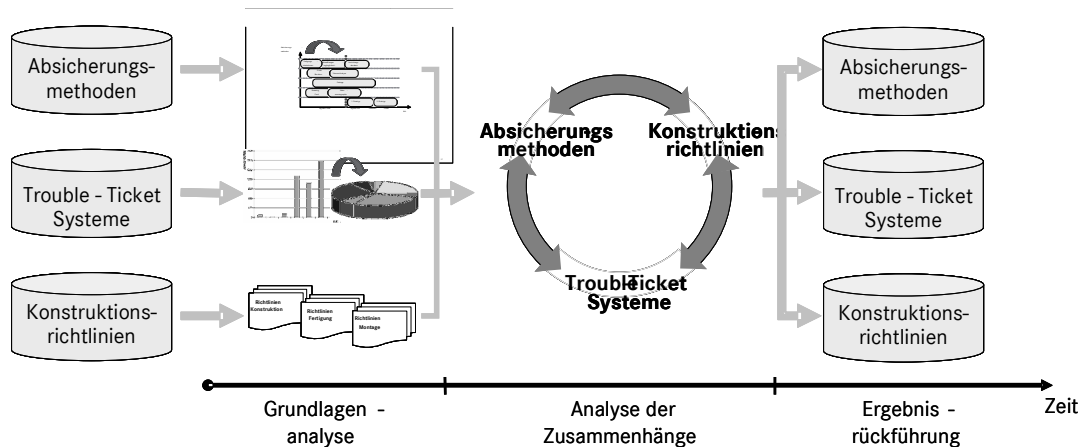 Absicherungs-
methoden
Trouble - Ticket
Systeme
Konstruktions-
richtlinien
Richtlinien
Konstruktion
Richtlinien
Fertigung
Richtlinien
Montage
Absicherungs
methoden
Konstruktions
richtlinien
Trouble-Ticket
Systeme
Absicherungs-
methoden
Trouble - Ticket
Systeme
Konstruktions-
richtlinien
Grundlagen -
analyse
Analyse der
Zusammenhänge
Ergebnis -
rückführung
Zeit